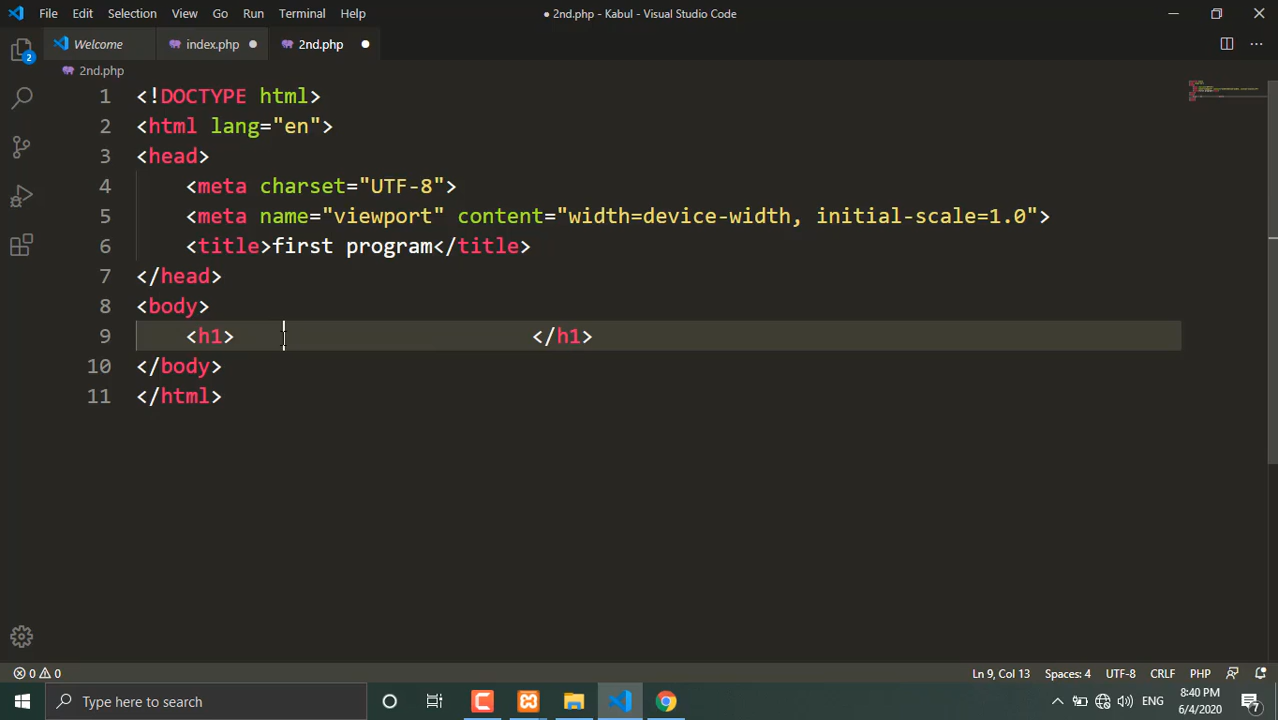 File Edit Selection View Go Run Terminal Help
● 2nd.php - Kabul - Visual Studio Code
2
Welcome
index.php
2nd.php
2nd.php
1 <!DOCTYPE html>
2 <html lang="en">
3 <head>
4     <meta charset="UTF-8">
5     <meta name="viewport" content="width=device-width, initial-scale=1.0">
6     <title>first program</title>
7 </head>
8 <body>
9     <h1>                        </h1>
10 </body>
11 </html>
0 0 Ln 9, Col 13 Spaces: 4 UTF-8 CRLF PHP
Type here to search
ENG
8:40 PM
6/4/2020
7